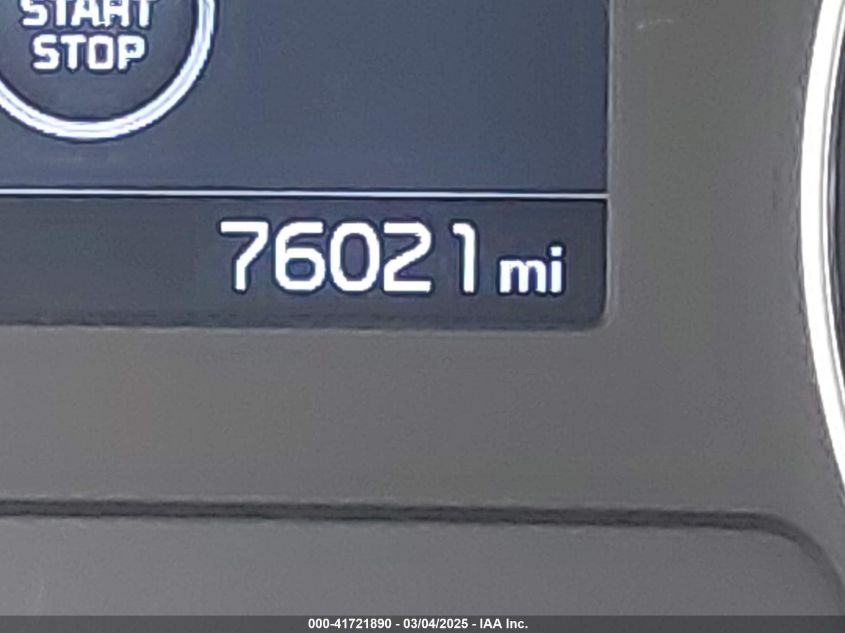 START
STOP
76021 mi
000-41721890 - 03/04/2025 - IAA Inc.